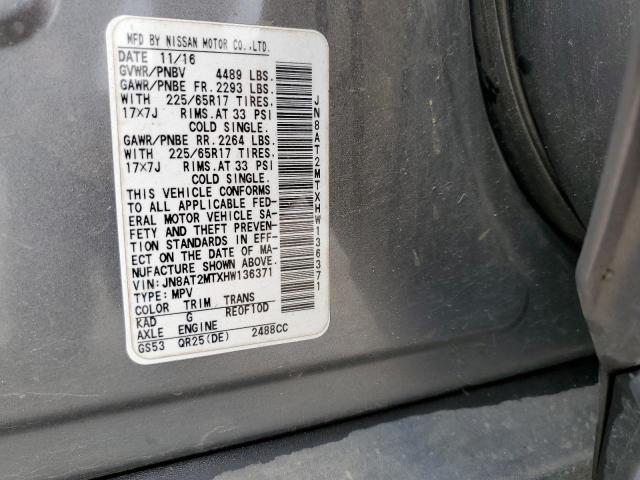 MFD BY NISSAN MOTOR CO.,LTD.
DATE 11/16
GVWR/PNBV 4489 LBS.
GAWR/PNBE FR. 2293 LBS.
WITH 225/65R17 TIRES.
17X7J RIMS.AT 33 PSI
COLD SINGLE.
GAWR/PNBE RR. 2264 LBS.
WITH 225/65R17 TIRES.
17X7J RIMS.AT 33 PSI
COLD SINGLE.
THIS VEHICLE CONFORMS
TO ALL APPLICABLE FED-
ERAL MOTOR VEHICLE SA-
FETY AND THEFT PREVEN-
TION STANDARDS IN EFF-
ECT ON THE DATE OF MA-
NUFACTURE SHOWN ABOVE.
VIN:JN8AT2MTXHW136371
TYPE: MPV
COLOR TRIM TRANS
KAD G RE0F10D
AXLE ENGINE
GS53 QR25(DE) 2488CC
JN8AT2MTXHW136371